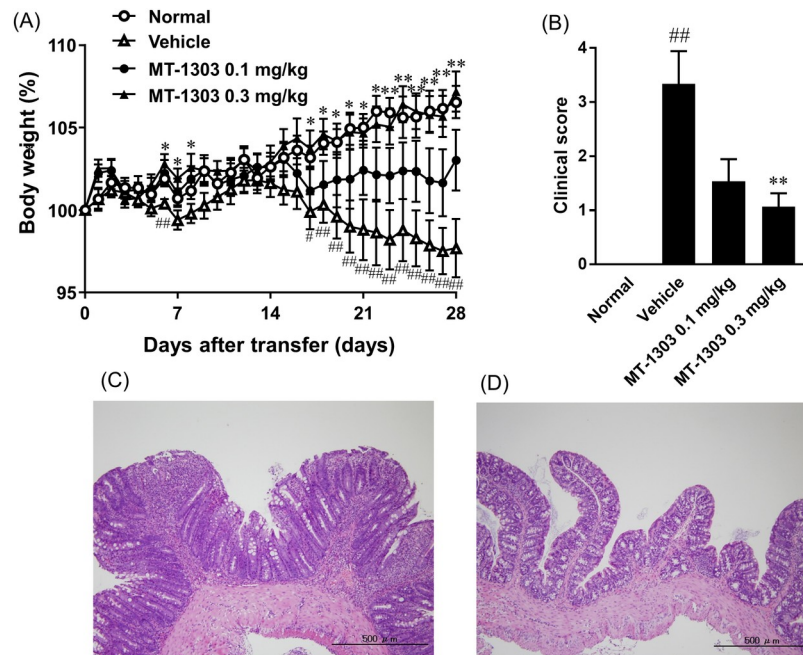 (A)
Normal
Vehicle
MT-1303 0.1 mg/kg
MT-1303 0.3 mg/kg
Body weight (%)
110
105
100
95
* * * * * * * * ** ** ** ** ** ** **
## # ## ## ## ## ## ## ## ## ## ## ##
0 7 14 21 28
Days after transfer (days)
(B)
Clinical score
4
3
2
1
0
##
**
Normal
Vehicle
MT-1303 0.1 mg/kg
MT-1303 0.3 mg/kg
(C)
500 μm
(D)
500 μm